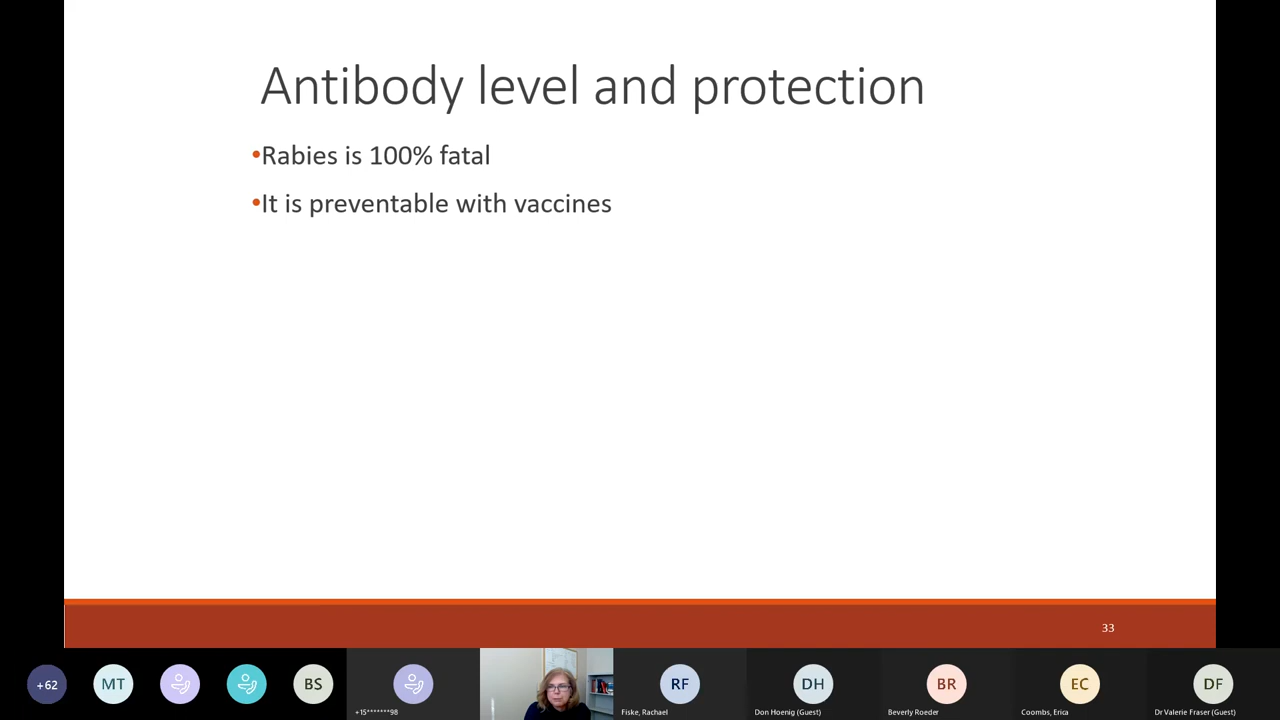 Antibody level and protection
•Rabies is 100% fatal
•It is preventable with vaccines
33
+62
MT
BS
RF
DH
BR
EC
DF
+15*******98
Fiske, Rachael
Don Hoenig (Guest)
Beverly Roeder
Coombs, Erica
Dr Valerie Fraser (Guest)